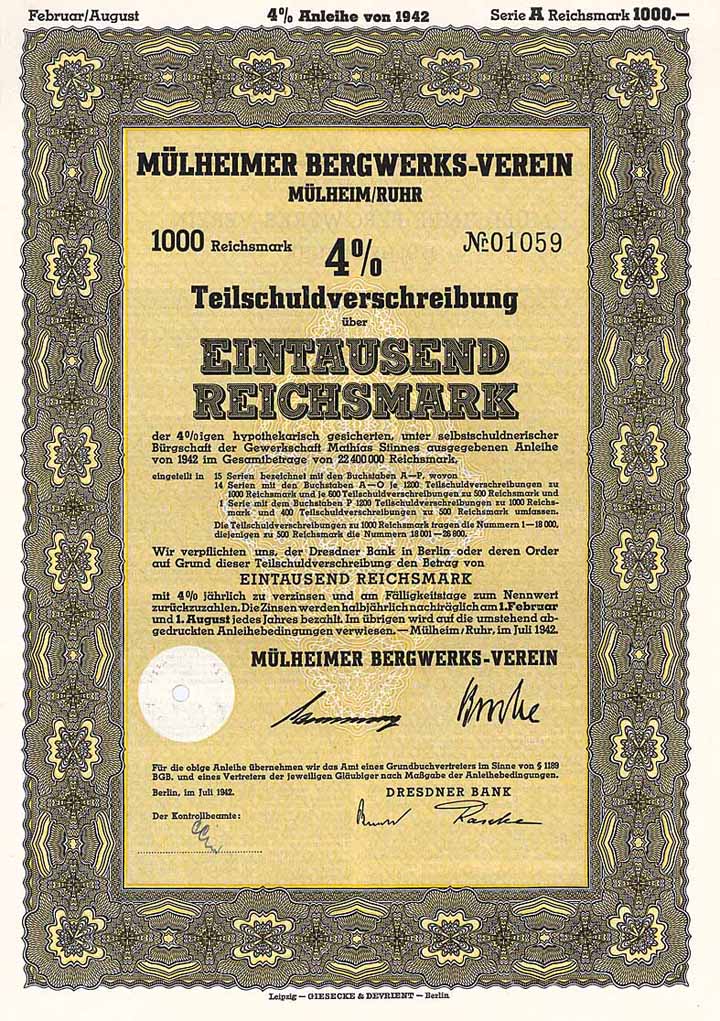 Februar/August 4% Anleihe von 1942 Serie A Reichsmark 1000.—
MÜLHEIMER BERGWERKS-VEREIN
MÜLHEIM/RUHR
1000 Reichsmark 4% Nr. 01059
Teilschuldverschreibung
über
EINTAUSEND
REICHSMARK
der 4%igen hypothekarisch gesicherten, unter selbstschuldnerischer
Bürgschaft der Gewerkschaft Mathias Stinnes ausgegebenen Anleihe
von 1942 im Gesamtbetrage von 22 400 000 Reichsmark,
eingeteilt in 15 Serien bezeichnet mit den Buchstaben A—P, wovon
14 Serien mit den Buchstaben A—O je 1200 Teilschuldverschreibungen zu
1000 Reichsmark und je 600 Teilschuldverschreibungen zu 500 Reichsmark und
1 Serie mit dem Buchstaben P 1200 Teilschuldverschreibungen zu 1000 Reichs-
mark und 400 Teilschuldverschreibungen zu 500 Reichsmark umfassen.
Die Teilschuldverschreibungen zu 1000 Reichsmark tragen die Nummern 1—18 000,
diejenigen zu 500 Reichsmark die Nummern 18 001—26 800.
Wir verpflichten uns, der Dresdner Bank in Berlin oder deren Order
auf Grund dieser Teilschuldverschreibung den Betrag von
EINTAUSEND REICHSMARK
mit 4% jährlich zu verzinsen und am Fälligkeitstage zum Nennwert
zurückzuzahlen. Die Zinsen werden halbjährlich nachträglich am 1. Februar
und 1. August jedes Jahres bezahlt. Im übrigen wird auf die umstehend ab-
gedruckten Anleihebedingungen verwiesen. — Mülheim/Ruhr, im Juli 1942.
MÜLHEIMER BERGWERKS-VEREIN
Für die obige Anleihe übernehmen wir das Amt eines Grundbuchvertreters im Sinne von § 1189
BGB. und eines Vertreters der jeweiligen Gläubiger nach Maßgabe der Anleihebedingungen.
Berlin, im Juli 1942. DRESDNER BANK
Der Kontrollbeamte:
Leipzig — GIESECKE & DEVRIENT — Berlin